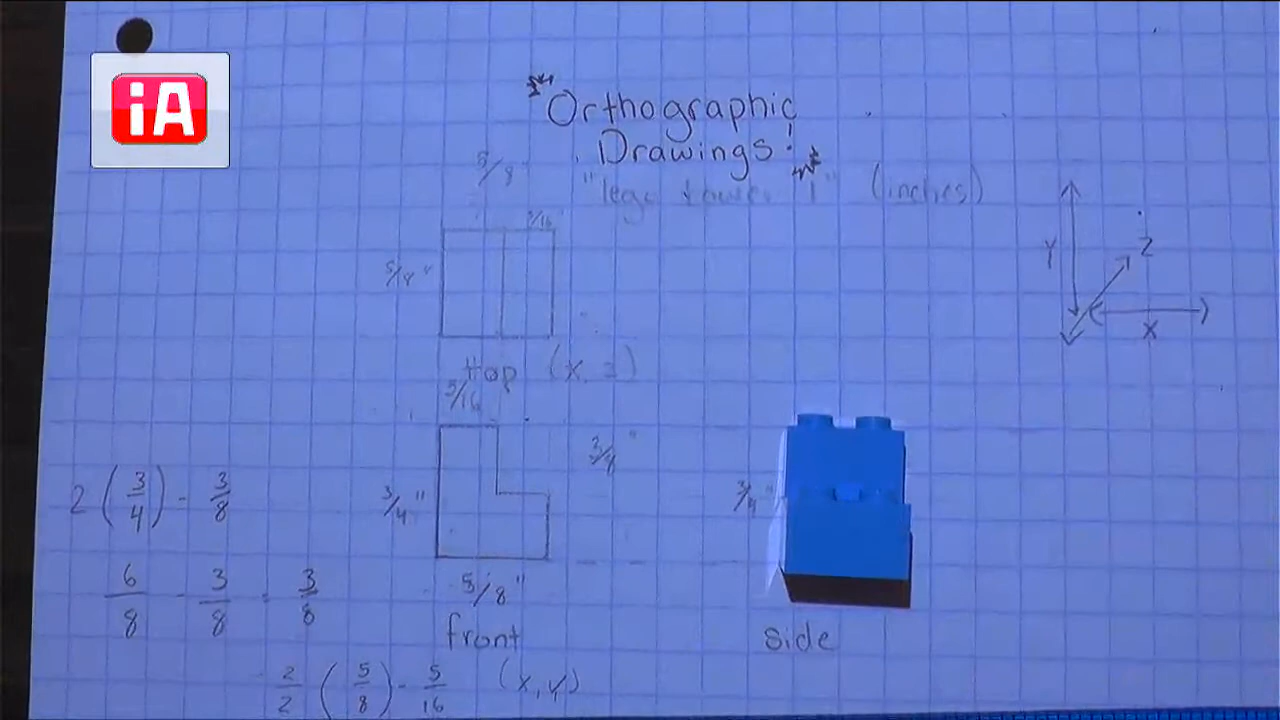 iA
Orthographic
Drawings!
"lego tower 1" (inches)
5/8
5/16
5/8"
top (x, z)
Y
Z
X
5/16
3/4"
3/4"
3/4"
5/8"
front
(x, y)
side
2 (3/4) - 3/8
6/8 - 3/8 = 3/8
2/2 (5/8) - 5/16